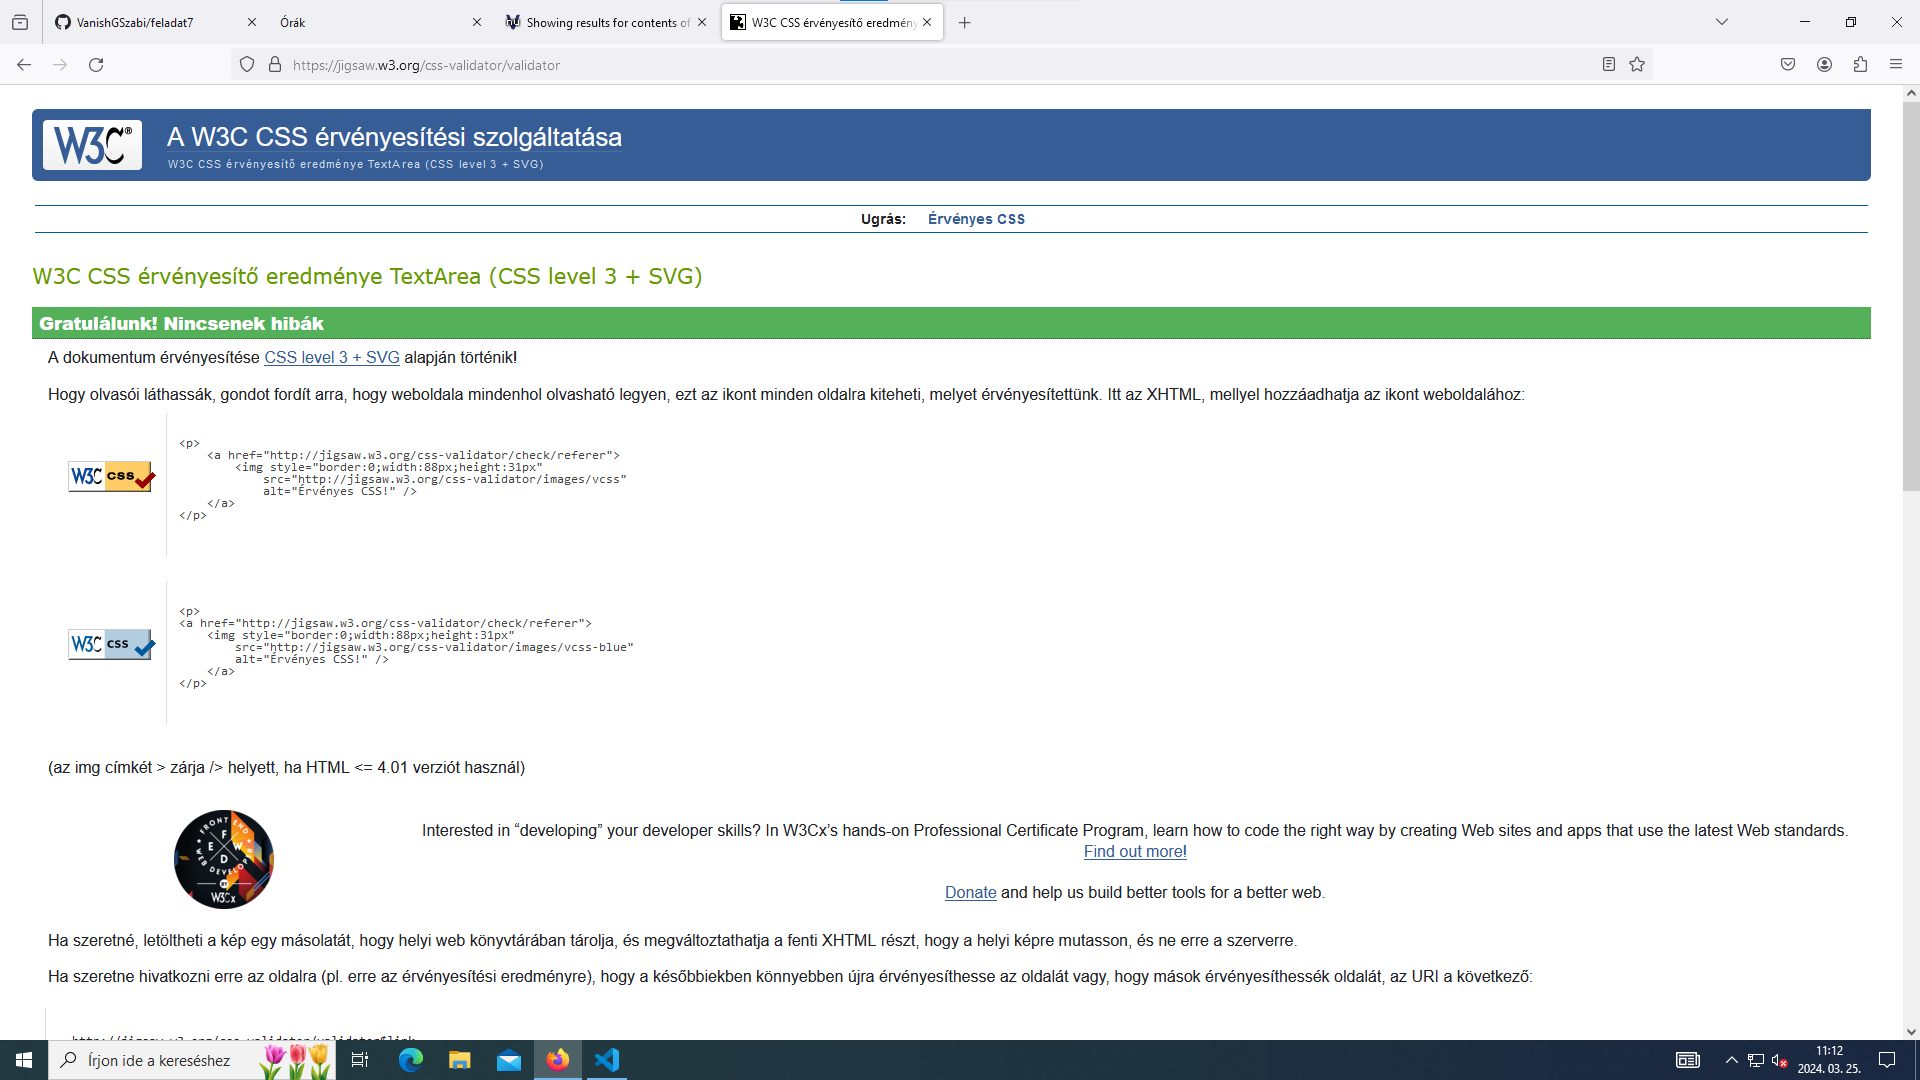 VanishGSzabi/feladat7
Órák
Showing results for contents of
W3C CSS érvényesítő eredmény
https://jigsaw.w3.org/css-validator/validator
W3C®
A W3C CSS érvényesítési szolgáltatása
W3C CSS érvényesítő eredménye TextArea (CSS level 3 + SVG)
Ugrás: Érvényes CSS
W3C CSS érvényesítő eredménye TextArea (CSS level 3 + SVG)
Gratulálunk! Nincsenek hibák
A dokumentum érvényesítése CSS level 3 + SVG alapján történik!
Hogy olvasói láthassák, gondot fordít arra, hogy weboldala mindenhol olvasható legyen, ezt az ikont minden oldalra kiteheti, melyet érvényesítettünk. Itt az XHTML, mellyel hozzáadhatja az ikont weboldalához:
W3C CSS
<p>
<a href="http://jigsaw.w3.org/css-validator/check/referer">
<img style="border:0;width:88px;height:31px"
src="http://jigsaw.w3.org/css-validator/images/vcss"
alt="Érvényes CSS!" />
</a>
</p>
W3C CSS
<p>
<a href="http://jigsaw.w3.org/css-validator/check/referer">
<img style="border:0;width:88px;height:31px"
src="http://jigsaw.w3.org/css-validator/images/vcss-blue"
alt="Érvényes CSS!" />
</a>
</p>
(az img címkét > zárja /> helyett, ha HTML <= 4.01 verziót használ)
FRONT END
WEB DEVELOPER
F E W D
W3Cx
Interested in “developing” your developer skills? In W3Cx’s hands-on Professional Certificate Program, learn how to code the right way by creating Web sites and apps that use the latest Web standards.
Find out more!
Donate and help us build better tools for a better web.
Ha szeretné, letöltheti a kép egy másolatát, hogy helyi web könyvtárában tárolja, és megváltoztathatja a fenti XHTML részt, hogy a helyi képre mutasson, és ne erre a szerverre.
Ha szeretne hivatkozni erre az oldalra (pl. erre az érvényesítési eredményre), hogy a későbbiekben könnyebben újra érvényesíthesse az oldalát vagy, hogy mások érvényesíthessék oldalát, az URI a következő:
http://jigsaw.w3.org/css-validator/validator$link
Írjon ide a kereséshez
11:12
2024. 03. 25.